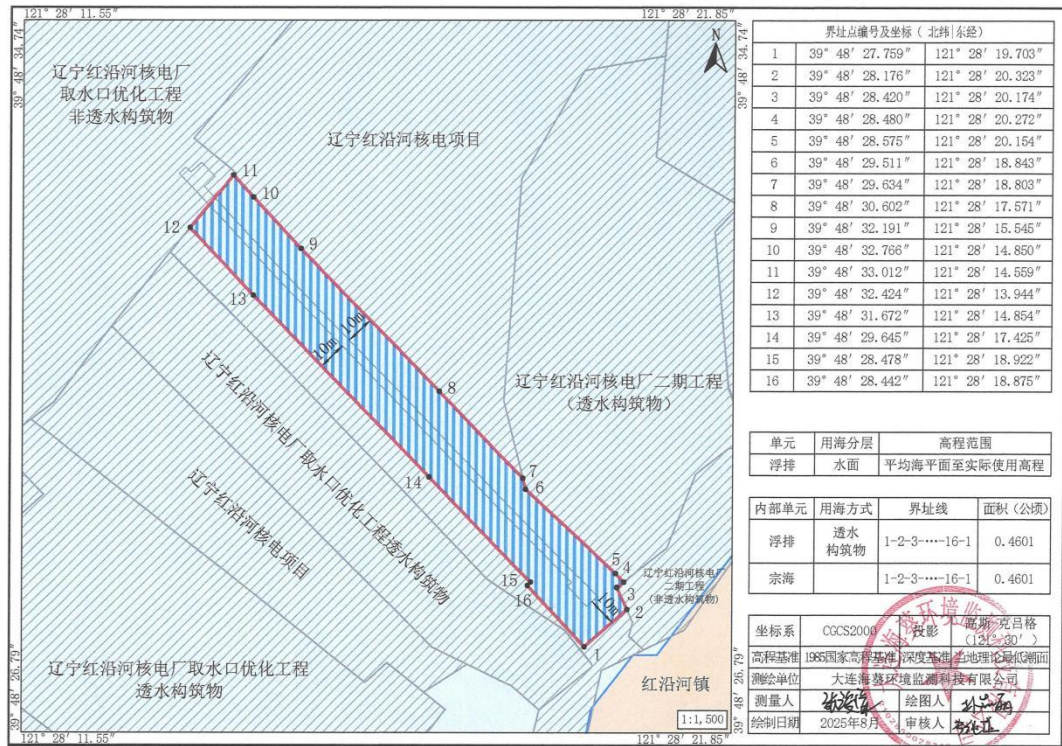 121° 28′ 11.55″
121° 28′ 21.85″
39° 48′ 34.74″
39° 48′ 34.74″
N
辽宁红沿河核电厂
取水口优化工程
非透水构筑物
辽宁红沿河核电项目
11
10
12
9
13
10m
10m
8
辽宁红沿河核电厂二期工程
(透水构筑物)
7
6
14
辽宁红沿河核电厂取水口优化工程透水构筑物
辽宁红沿河核电项目
5
4
3
2
辽宁红沿河核电厂
二期工程
(非透水构筑物)
15
16
10m
1
辽宁红沿河核电厂取水口优化工程
透水构筑物
红沿河镇
1:1,500
39° 48′ 26.79″
39° 48′ 26.79″
121° 28′ 11.55″
121° 28′ 21.85″
界址点编号及坐标(北纬|东经)
1 39° 48′ 27.759″ 121° 28′ 19.703″
2 39° 48′ 28.176″ 121° 28′ 20.323″
3 39° 48′ 28.420″ 121° 28′ 20.174″
4 39° 48′ 28.480″ 121° 28′ 20.272″
5 39° 48′ 28.575″ 121° 28′ 20.154″
6 39° 48′ 29.511″ 121° 28′ 18.843″
7 39° 48′ 29.634″ 121° 28′ 18.803″
8 39° 48′ 30.602″ 121° 28′ 17.571″
9 39° 48′ 32.191″ 121° 28′ 15.545″
10 39° 48′ 32.766″ 121° 28′ 14.850″
11 39° 48′ 33.012″ 121° 28′ 14.559″
12 39° 48′ 32.424″ 121° 28′ 13.944″
13 39° 48′ 31.672″ 121° 28′ 14.854″
14 39° 48′ 29.645″ 121° 28′ 17.425″
15 39° 48′ 28.478″ 121° 28′ 18.922″
16 39° 48′ 28.442″ 121° 28′ 18.875″
单元 用海分层 高程范围
浮排 水面 平均海平面至实际使用高程
内部单元 用海方式 界址线 面积(公顷)
浮排 透水构筑物 1-2-3-…-16-1 0.4601
宗海 1-2-3-…-16-1 0.4601
坐标系 CGCS2000 投影 高斯-克吕格(121°30′)
高程基准 1985国家高程基准 深度基准 当地理论最低潮面
测绘单位 大连海葵环境监测科技有限公司
测量人 绘图人
绘制日期 2025年8月 审核人